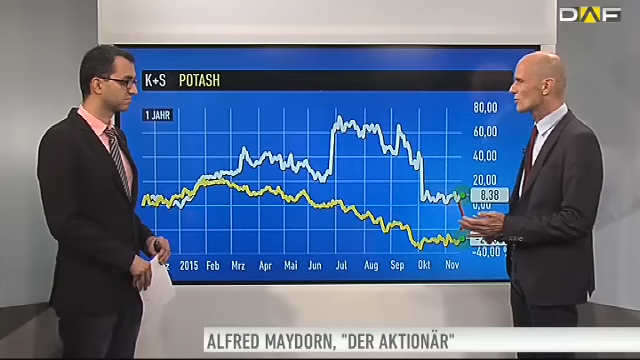 DAF
K+S POTASH
1 JAHR
80,00
60,00
40,00
20,00
8,38
0,00
-40,00 %
2015 Feb Mrz Apr Mai Jun Jul Aug Sep Okt Nov
ALFRED MAYDORN, "DER AKTIONÄR"